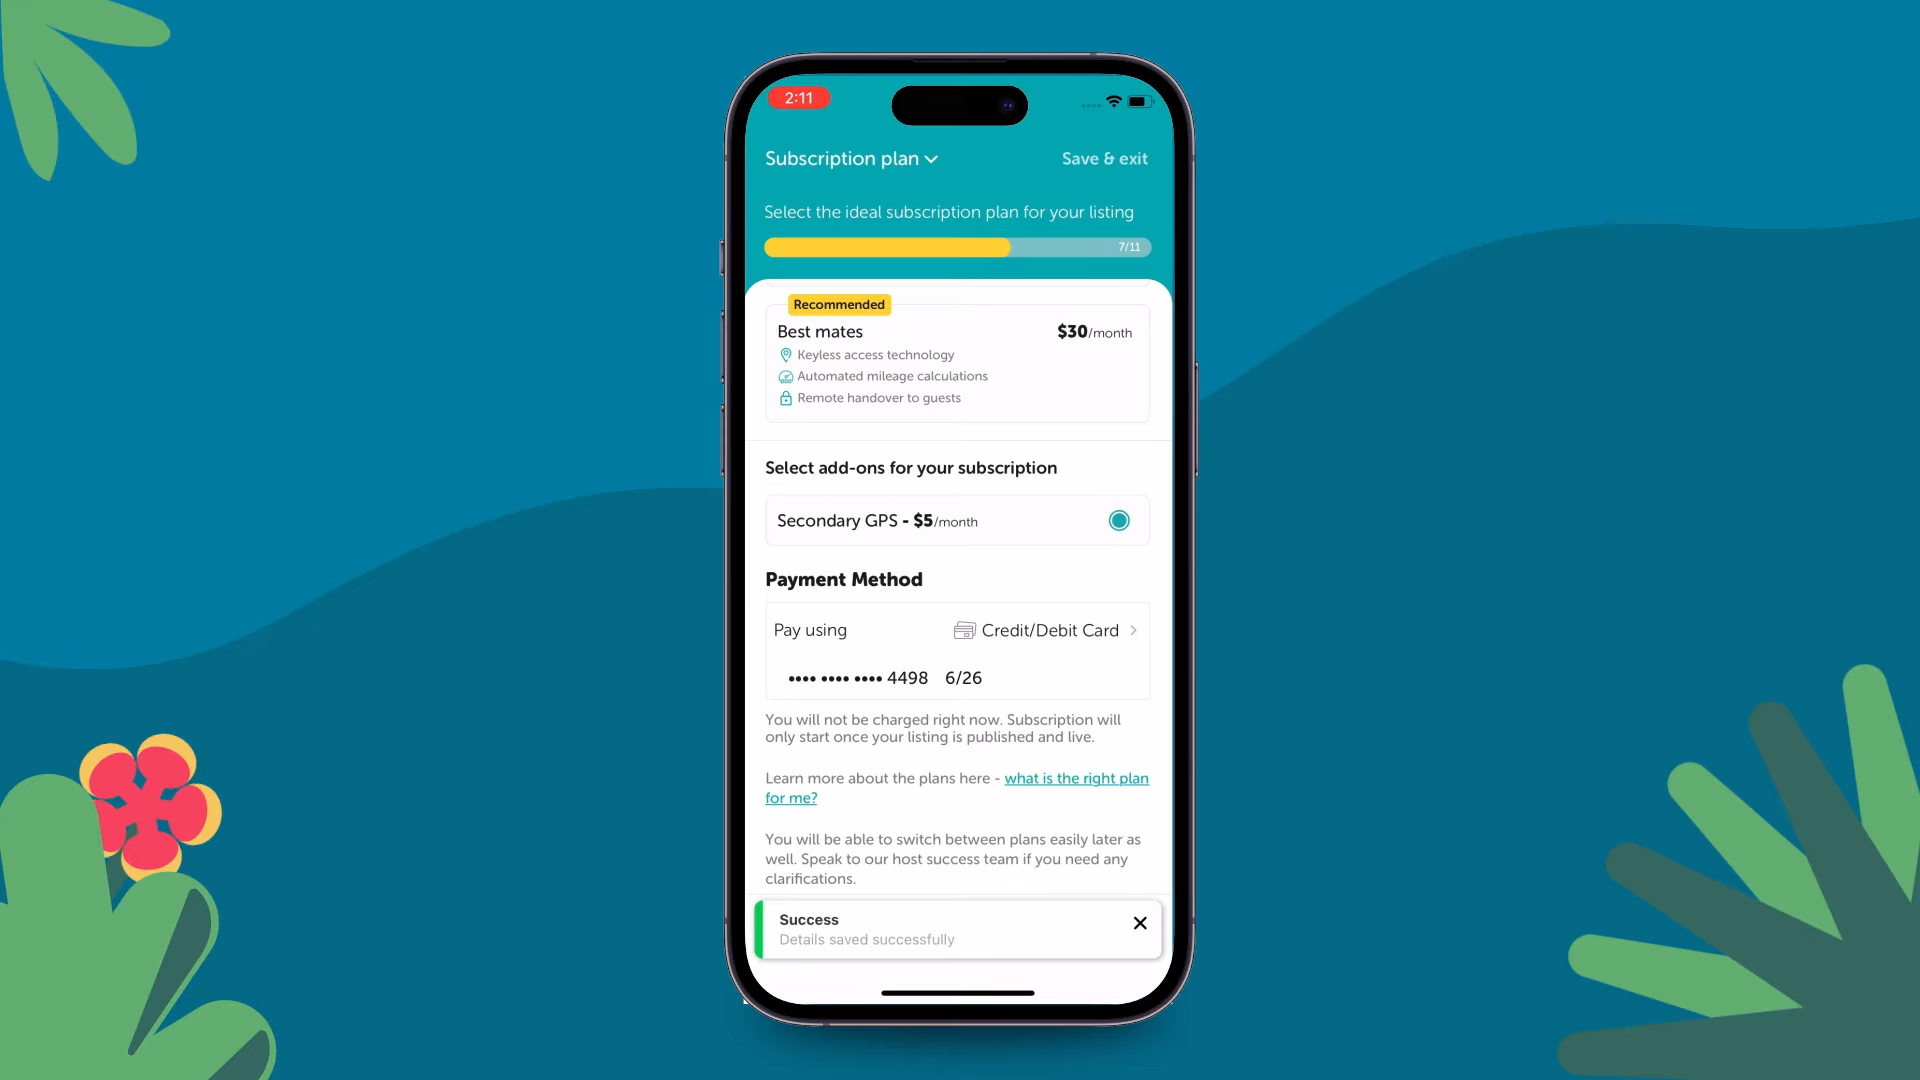 2:11
Subscription plan
Save & exit
Select the ideal subscription plan for your listing
7/11
Recommended
Best mates
$30/month
Keyless access technology
Automated mileage calculations
Remote handover to guests
Select add-ons for your subscription
Secondary GPS - $5/month
Payment Method
Pay using
Credit/Debit Card
•••• •••• •••• 4498 6/26
You will not be charged right now. Subscription will
only start once your listing is published and live.
Learn more about the plans here - what is the right plan
for me?
You will be able to switch between plans easily later as
well. Speak to our host success team if you need any
clarifications.
Success
Details saved successfully